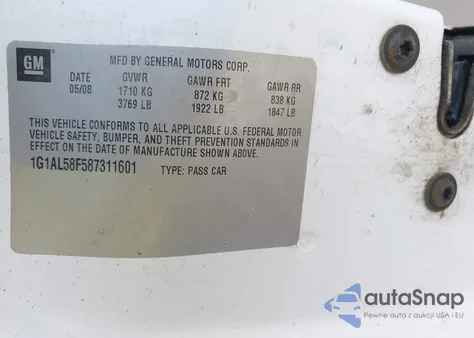 GM
MFD BY GENERAL MOTORS CORP.
DATE GVWR GAWR FRT GAWR RR
05/08 1710 KG 872 KG 838 KG
3769 LB 1922 LB 1847 LB
THIS VEHICLE CONFORMS TO ALL APPLICABLE U.S. FEDERAL MOTOR
VEHICLE SAFETY, BUMPER, AND THEFT PREVENTION STANDARDS IN
EFFECT ON THE DATE OF MANUFACTURE SHOWN ABOVE.
1G1AL58F587311601 TYPE: PASS CAR
autoSnap
Pewne auta z aukcji USA i EU